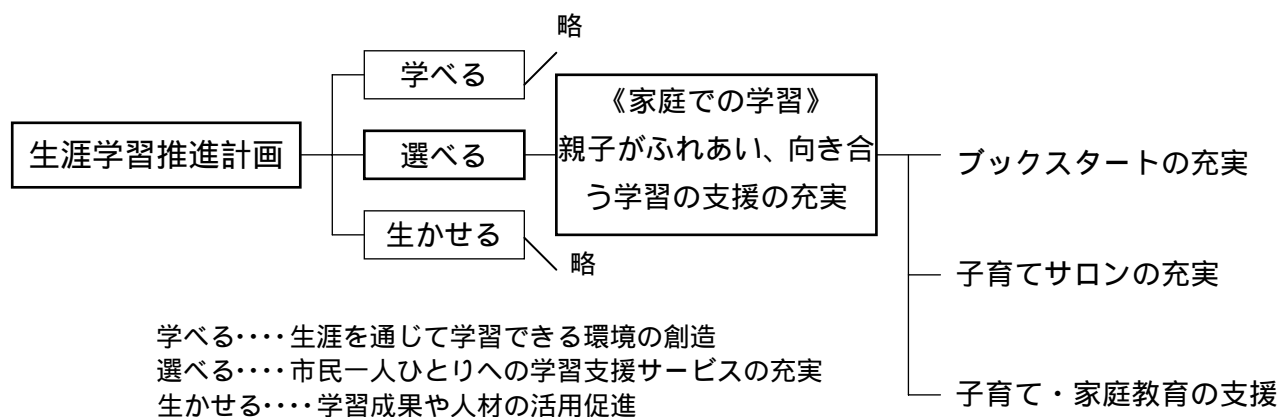 略
学べる
《家庭での学習》
親子がふれあい、向き合
う学習の支援の充実
生涯学習推進計画
選べる
ブックスタートの充実
生かせる
略
子育てサロンの充実
学べる････生涯を通じて学習できる環境の創造
選べる････市民一人ひとりへの学習支援サービスの充実
生かせる････学習成果や人材の活用促進
子育て・家庭教育の支援